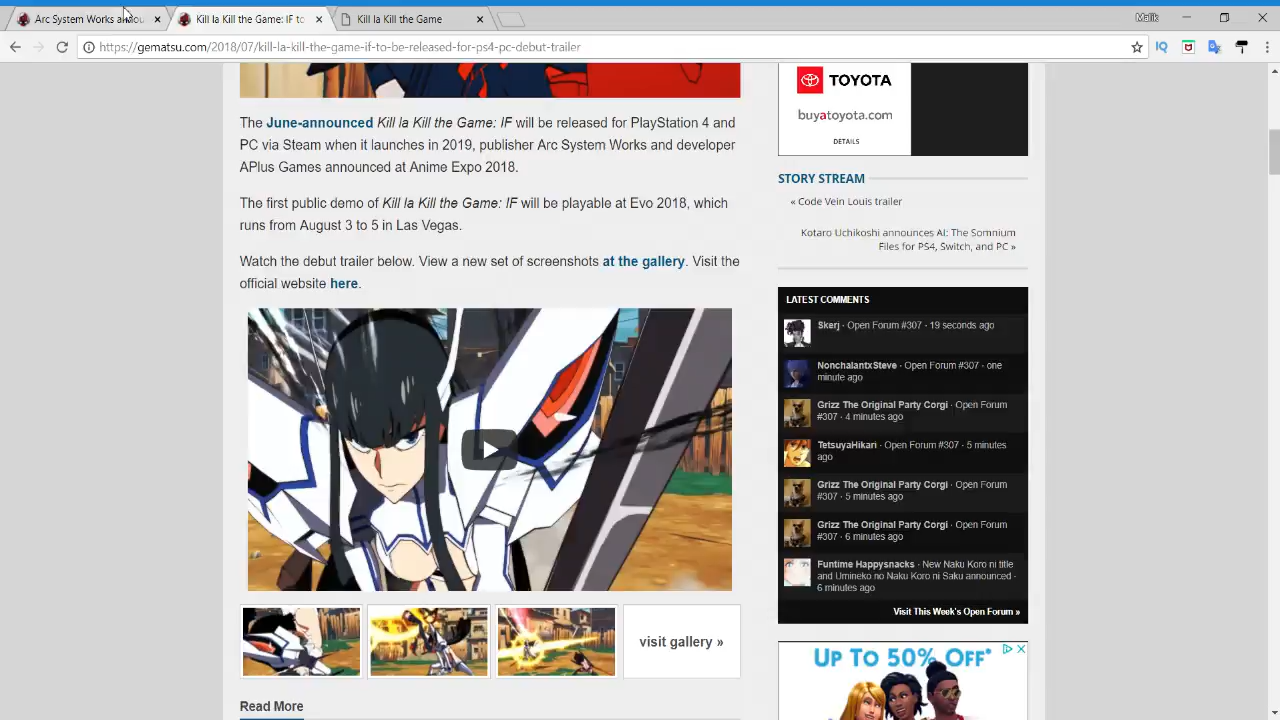 Arc System Works annou
Kill la Kill the Game: IF to
Kill la Kill the Game
Malik
https://gematsu.com/2018/07/kill-la-kill-the-game-if-to-be-released-for-ps4-pc-debut-trailer
The June-announced Kill la Kill the Game: IF will be released for PlayStation 4 and
PC via Steam when it launches in 2019, publisher Arc System Works and developer
APlus Games announced at Anime Expo 2018.
The first public demo of Kill la Kill the Game: IF will be playable at Evo 2018, which
runs from August 3 to 5 in Las Vegas.
Watch the debut trailer below. View a new set of screenshots at the gallery. Visit the
official website here.
visit gallery »
Read More
TOYOTA
buyatoyota.com
DETAILS
STORY STREAM
« Code Vein Louis trailer
Kotaro Uchikoshi announces AI: The Somnium
Files for PS4, Switch, and PC »
LATEST COMMENTS
Skerj · Open Forum #307 · 19 seconds ago
NonchalantxSteve · Open Forum #307 · one
minute ago
Grizz The Original Party Corgi · Open Forum
#307 · 4 minutes ago
TetsuyaHikari · Open Forum #307 · 5 minutes
ago
Grizz The Original Party Corgi · Open Forum
#307 · 5 minutes ago
Grizz The Original Party Corgi · Open Forum
#307 · 6 minutes ago
Funtime Happysnacks · New Naku Koro ni title
and Umineko no Naku Koro ni Saku announced ·
6 minutes ago
Visit This Week's Open Forum »
UP TO 50% OFF*